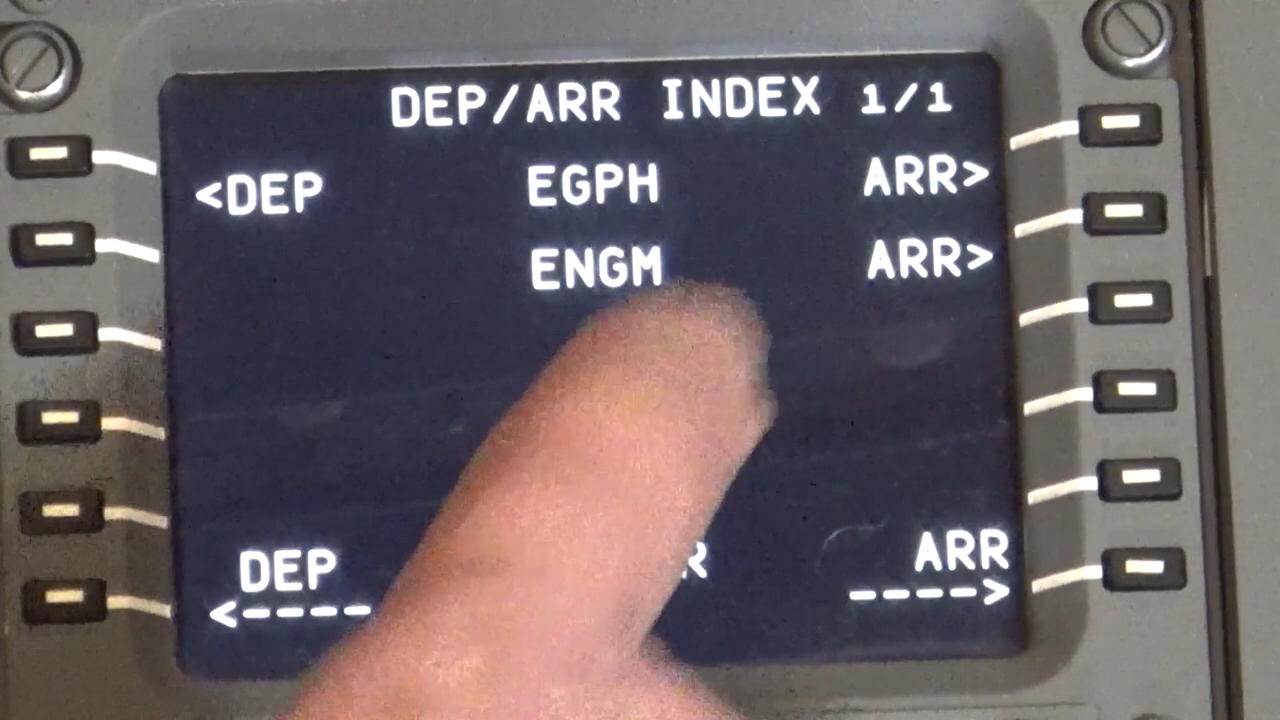 DEP/ARR INDEX 1/1
<DEP EGPH ARR>
ENGM ARR>
DEP ARR
<---- ---->